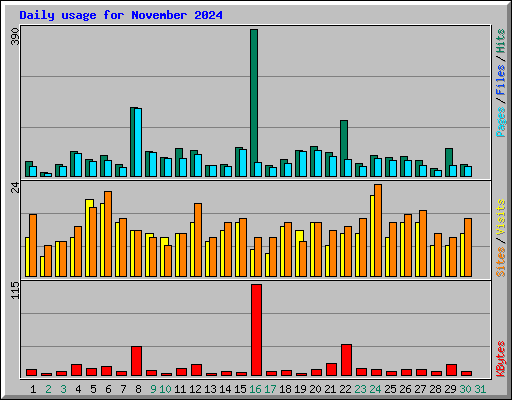 Daily usage for November 2024
390
Pages / Files / Hits
24
Sites / Visits
115
KBytes
1 2 3 4 5 6 7 8 9 10 11 12 13 14 15 16 17 18 19 20 21 22 23 24 25 26 27 28 29 30 31